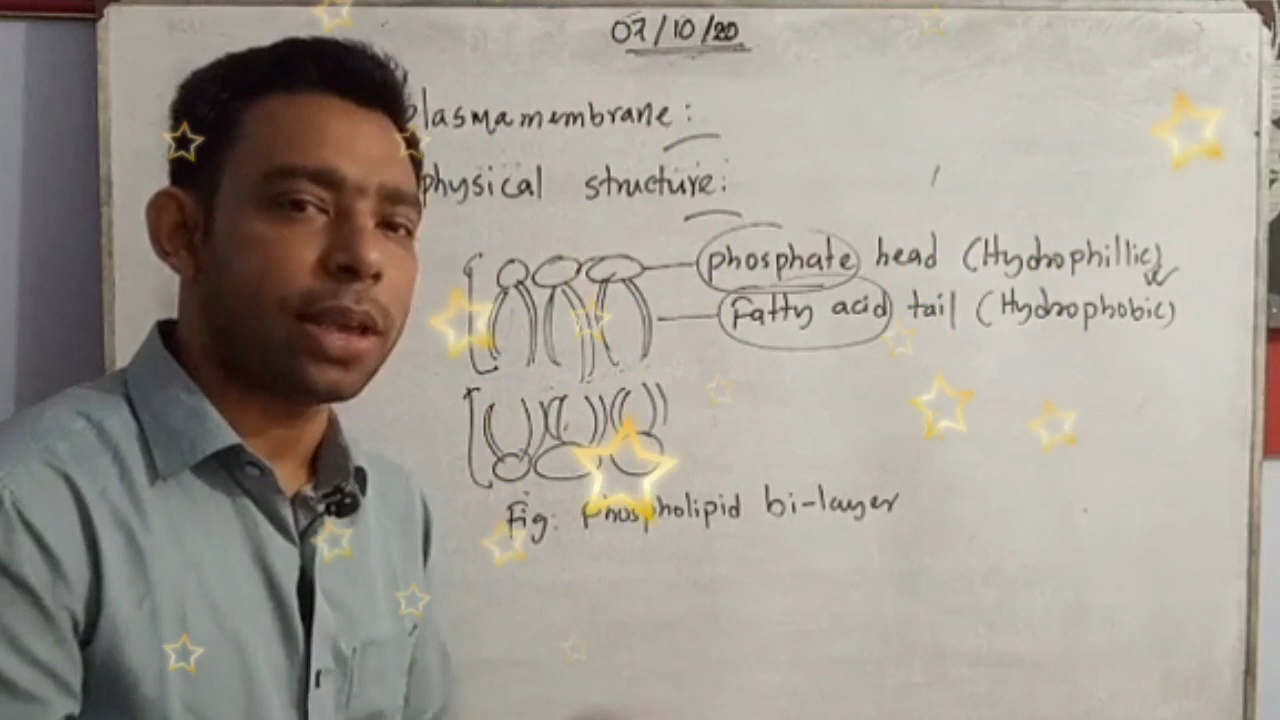 07/10/20
plasmamembrane:
physical structure:
phosphate head (Hydrophillic)
Fatty acid tail (Hydrophobic)
Fig: phospholipid bi-layer